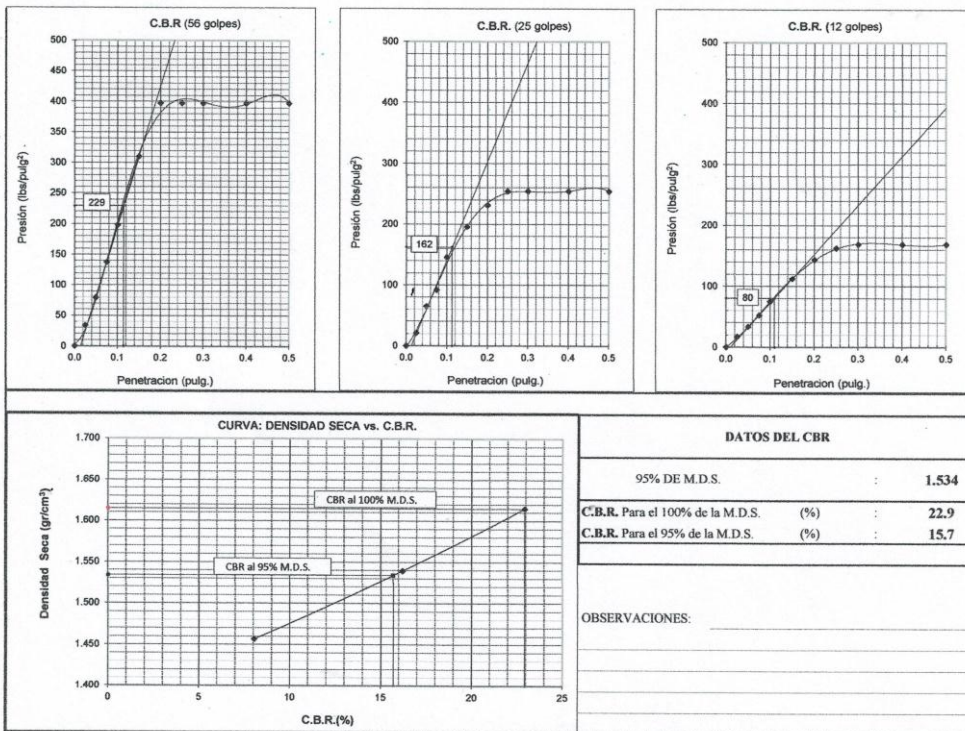 C.B.R (56 golpes)
500
450
400
350
300
250
200
150
100
50
0
229
Presión (lbs/pulg²)
0.0 0.1 0.2 0.3 0.4 0.5
Penetracion (pulg.)
C.B.R. (25 golpes)
500
400
300
200
100
0
162
Presión (lbs/pulg²)
0.0 0.1 0.2 0.3 0.4 0.5
Penetracion (pulg.)
C.B.R. (12 golpes)
500
400
300
200
100
0
80
Presión (lbs/pulg²)
0.0 0.1 0.2 0.3 0.4 0.5
Penetracion (pulg.)
CURVA: DENSIDAD SECA vs. C.B.R.
1.700
1.650
1.600
1.550
1.500
1.450
1.400
CBR al 100% M.D.S.
CBR al 95% M.D.S.
Densidad Seca (gr/cm³)
0 5 10 15 20 25
C.B.R.(%)
DATOS DEL CBR
95% DE M.D.S. : 1.534
C.B.R. Para el 100% de la M.D.S. (%) : 22.9
C.B.R. Para el 95% de la M.D.S. (%) : 15.7
OBSERVACIONES: